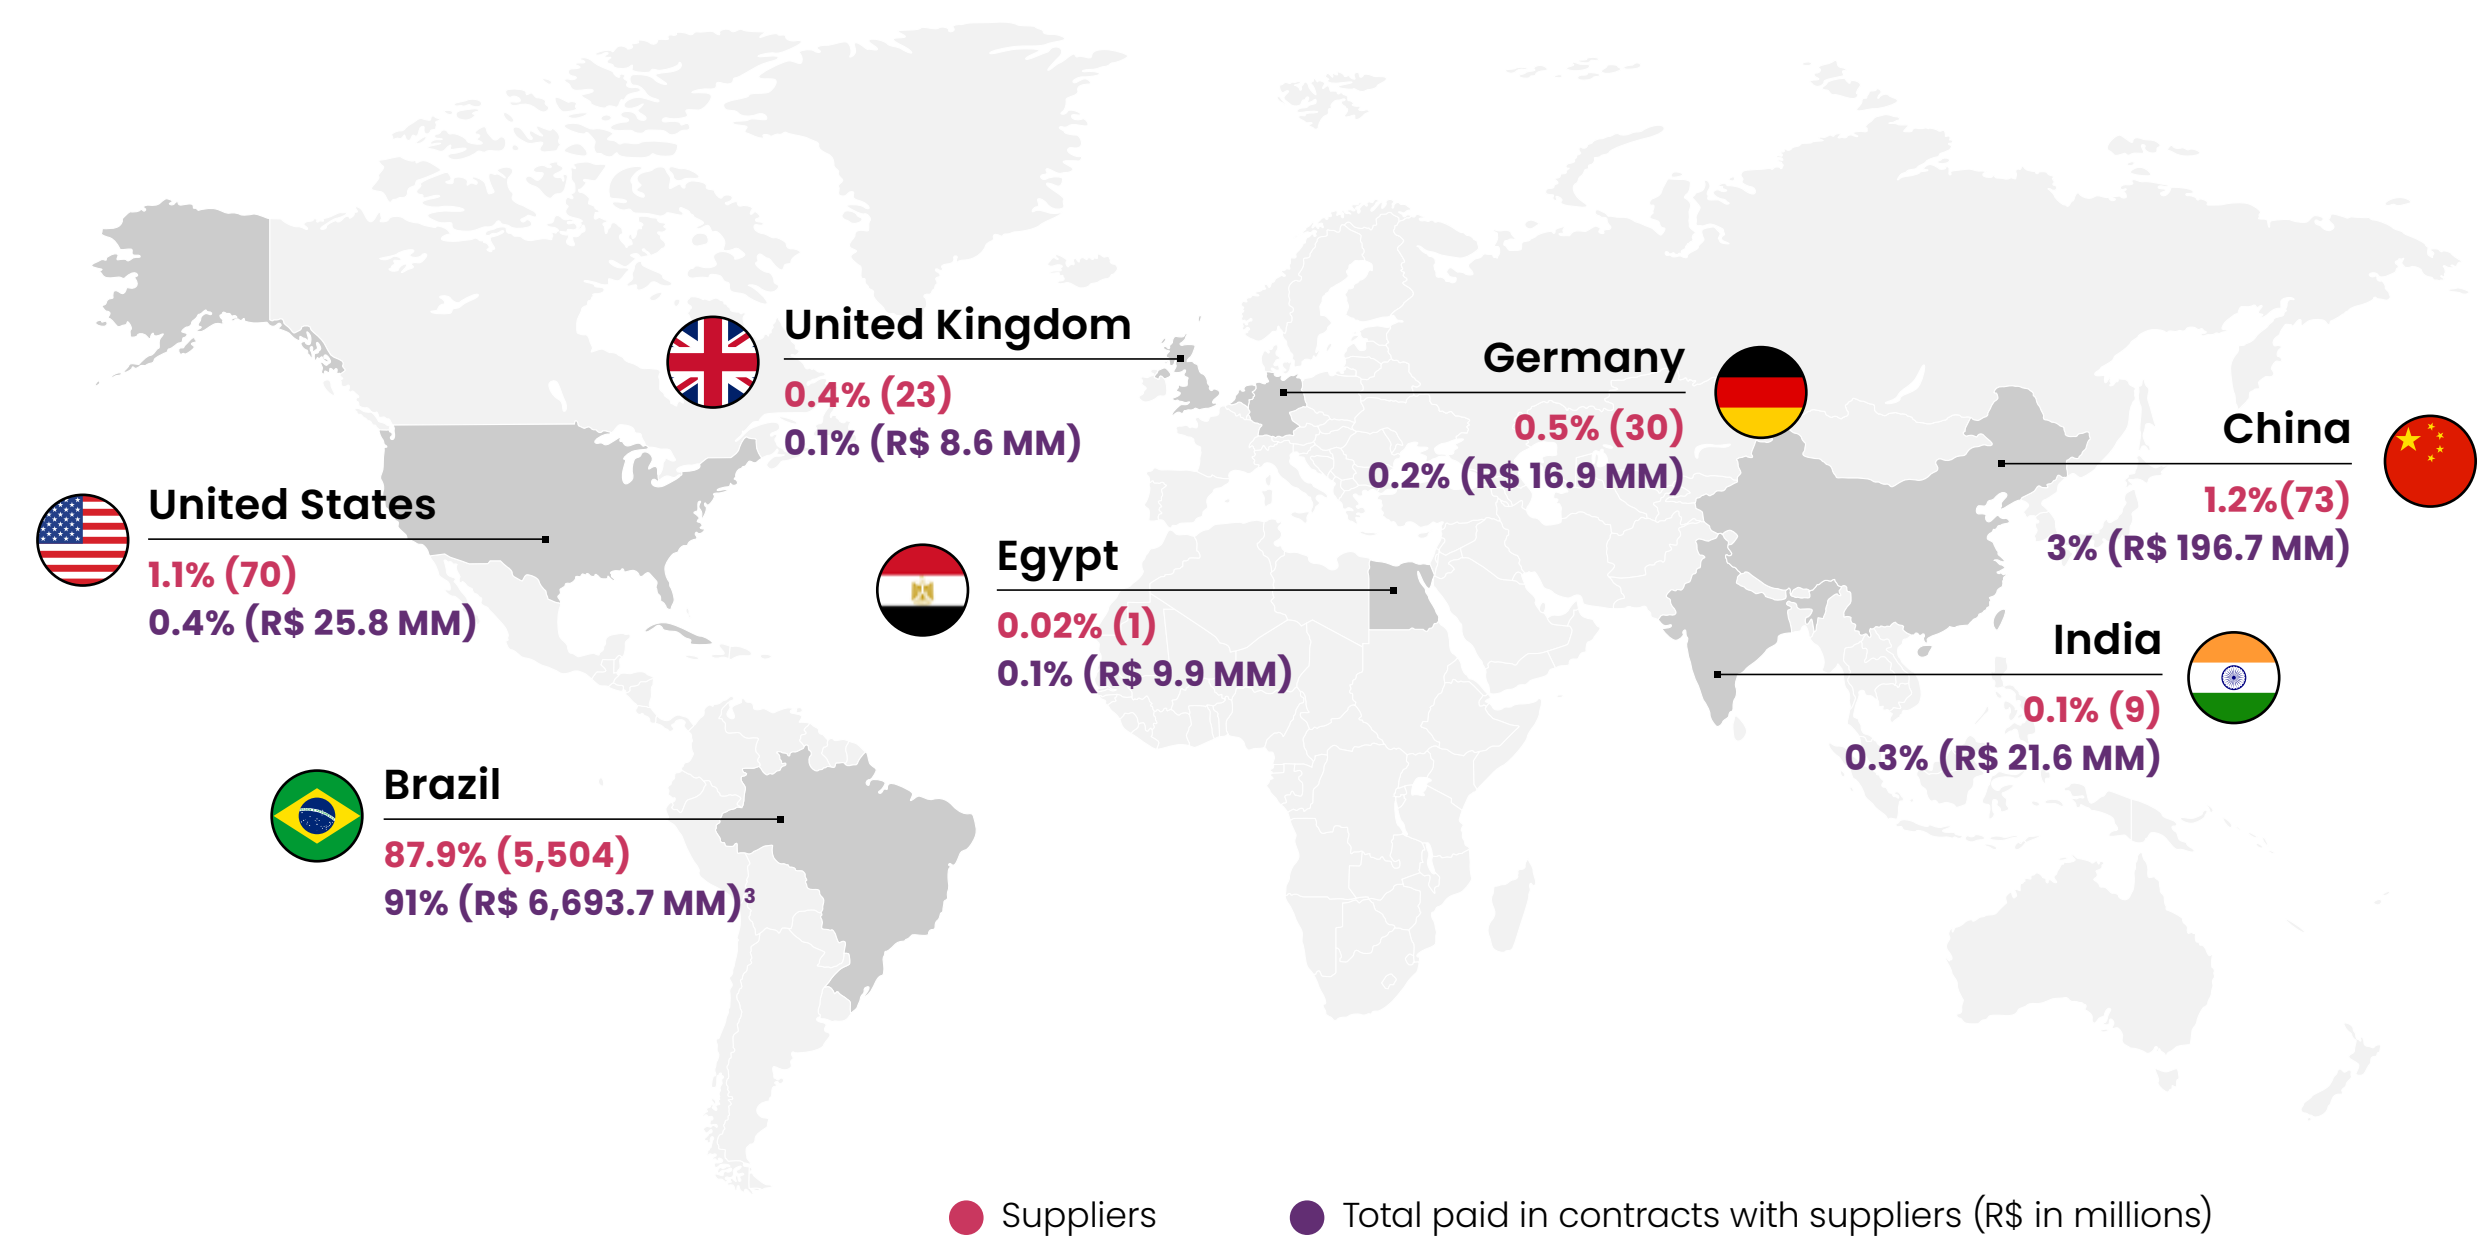 United Kingdom
0.4% (23)
0.1% (R$ 8.6 MM)
Germany
0.5% (30)
0.2% (R$ 16.9 MM)
China
1.2%(73)
3% (R$ 196.7 MM)
United States
1.1% (70)
0.4% (R$ 25.8 MM)
Egypt
0.02% (1)
0.1% (R$ 9.9 MM)
India
0.1% (9)
0.3% (R$ 21.6 MM)
Brazil
87.9% (5,504)
91% (R$ 6,693.7 MM)³
Suppliers
Total paid in contracts with suppliers (R$ in millions)